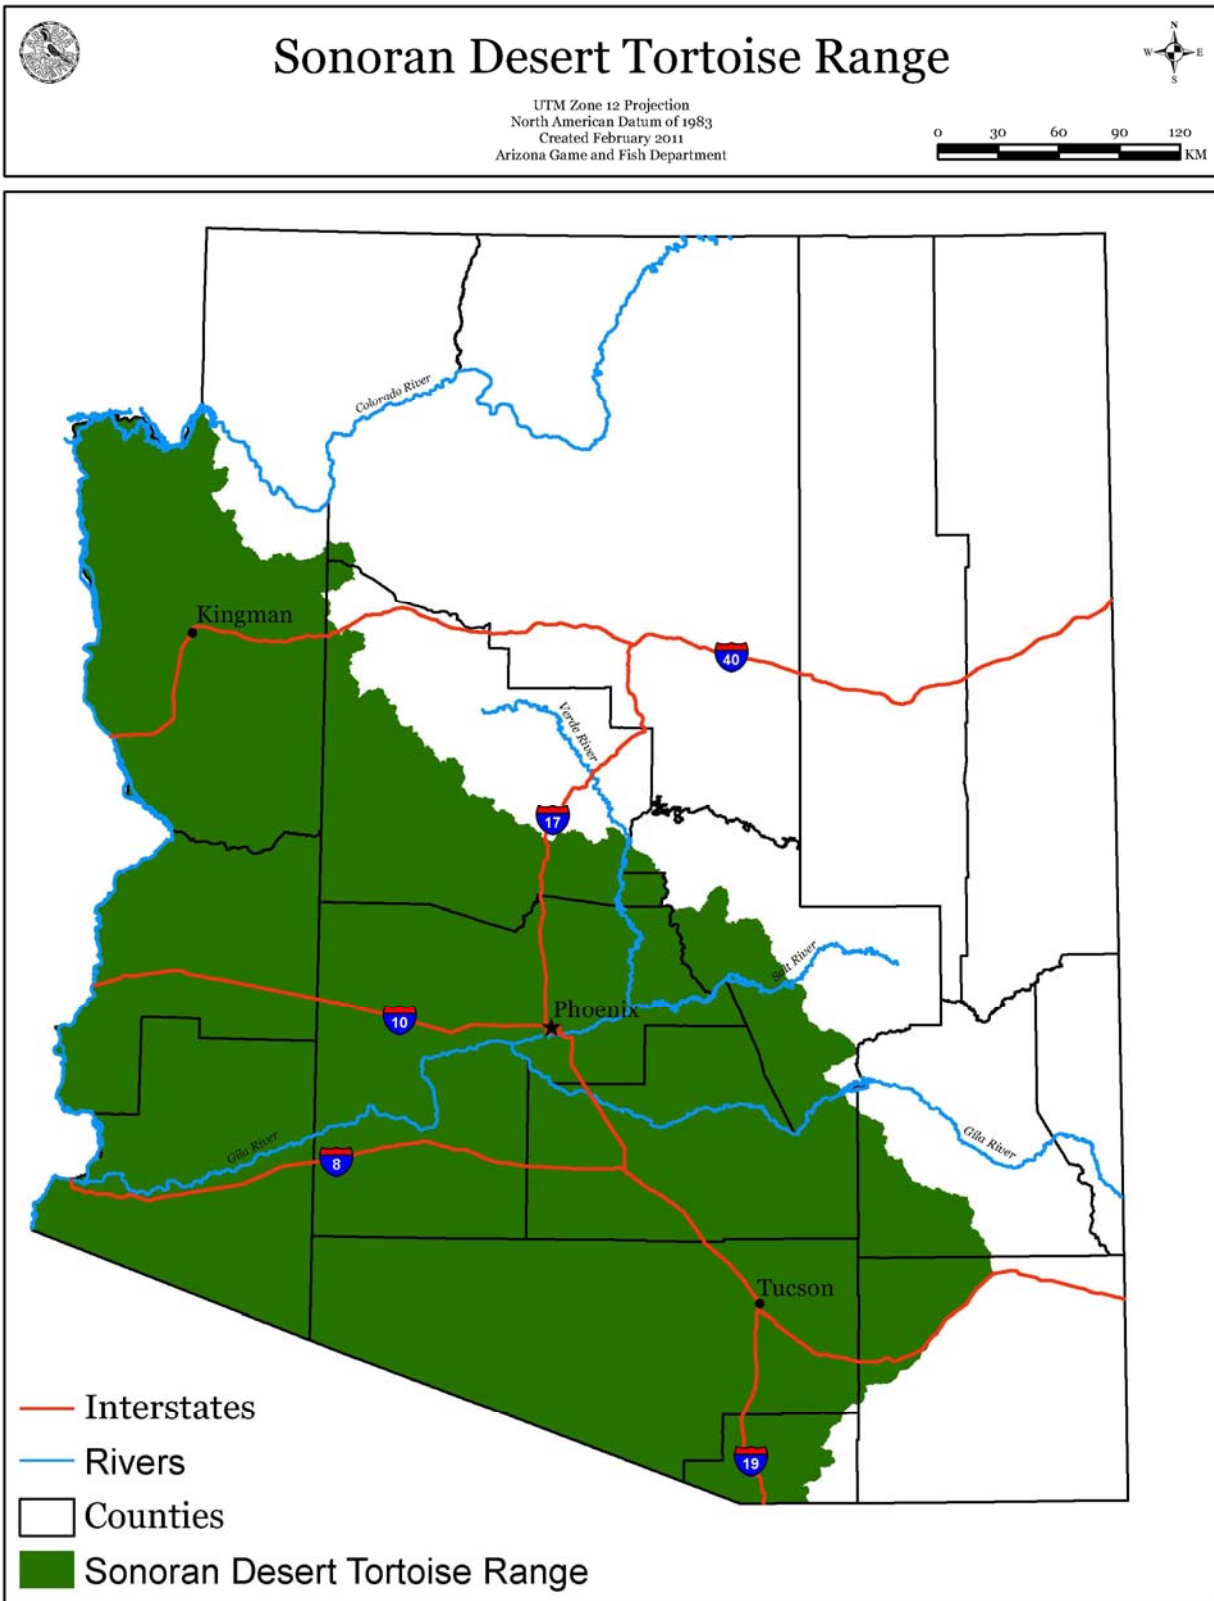 Sonoran Desert Tortoise Range
UTM Zone 12 Projection
North American Datum of 1983
Created February 2011
Arizona Game and Fish Department
N
W E
S
0 30 60 90 120
KM
Colorado River
Kingman
40
Verde River
17
Salt River
Phoenix
10
Gila River
Gila River
8
Tucson
19
Interstates
Rivers
Counties
Sonoran Desert Tortoise Range